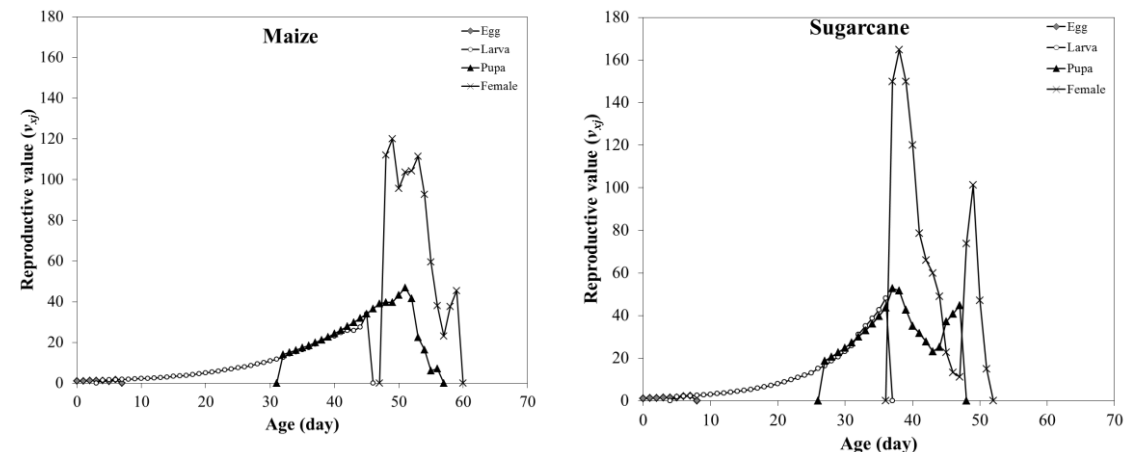 Maize
Egg
Larva
Pupa
Female
Reproductive value (vxj)
180
160
140
120
100
80
60
40
20
0
0 10 20 30 40 50 60 70
Age (day)
Sugarcane
Egg
Larva
Pupa
Female
Reproductive value (vxj)
180
160
140
120
100
80
60
40
20
0
0 10 20 30 40 50 60 70
Age (day)